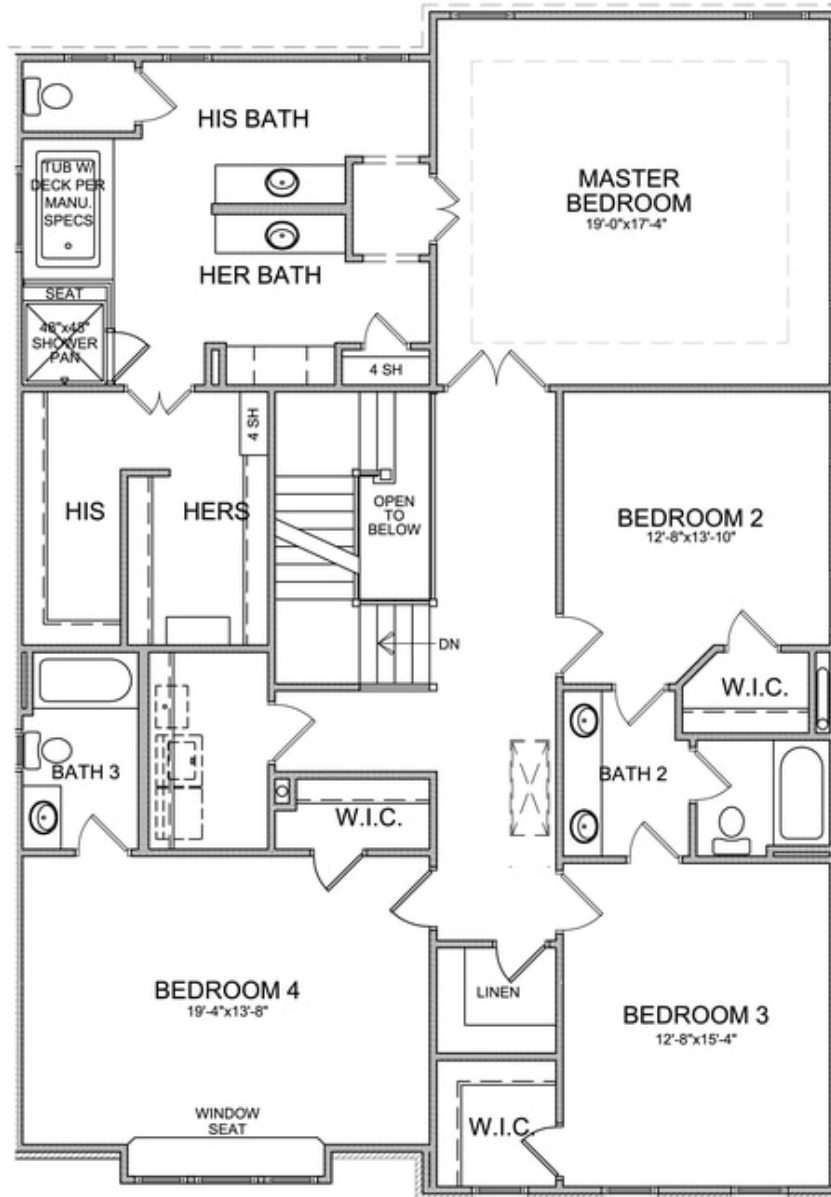 HIS BATH
TUB W/
DECK PER
MANU.
SPECS
MASTER
BEDROOM
19'-0"x17'-4"
HER BATH
SEAT
48"x48"
SHOWER
PAN
4 SH
4 SH
HIS
HERS
OPEN
TO
BELOW
BEDROOM 2
12'-8"x13'-10"
DN
W.I.C.
BATH 3
BATH 2
W.I.C.
BEDROOM 4
19'-4"x13'-8"
LINEN
BEDROOM 3
12'-8"x15'-4"
WINDOW
SEAT
W.I.C.